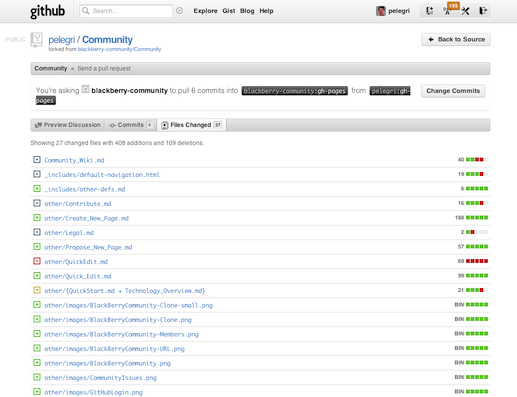 github
Search...
Explore Gist Blog Help
pelegri
195
PUBLIC
pelegri / Community
forked from blackberry-community/Community
Back to Source
Community → Send a pull request
You're asking blackberry-community to pull 6 commits into blackberry-community:gh-pages from pelegri:gh-
pages
Change Commits
Preview Discussion
Commits 6
Files Changed 27
Showing 27 changed files with 408 additions and 109 deletions.
Community_Wiki.md 40
_includes/default-navigation.html 19
_includes/other-defs.md 6
other/Contribute.md 16
other/Create_New_Page.md 188
other/Legal.md 2
other/Propose_New_Page.md 57
other/QuickEdit.md 69
other/Quick_Edit.md 99
other/{QuickStart.md → Technology_Overview.md} 21
other/images/BlackBerryCommunity-Clone-small.png BIN
other/images/BlackBerryCommunity-Clone.png BIN
other/images/BlackBerryCommunity-Members.png BIN
other/images/BlackBerryCommunity-URL.png BIN
other/images/BlackBerryCommunity.png BIN
other/images/CommunityIssues.png BIN
other/images/GitHubLogin.png BIN